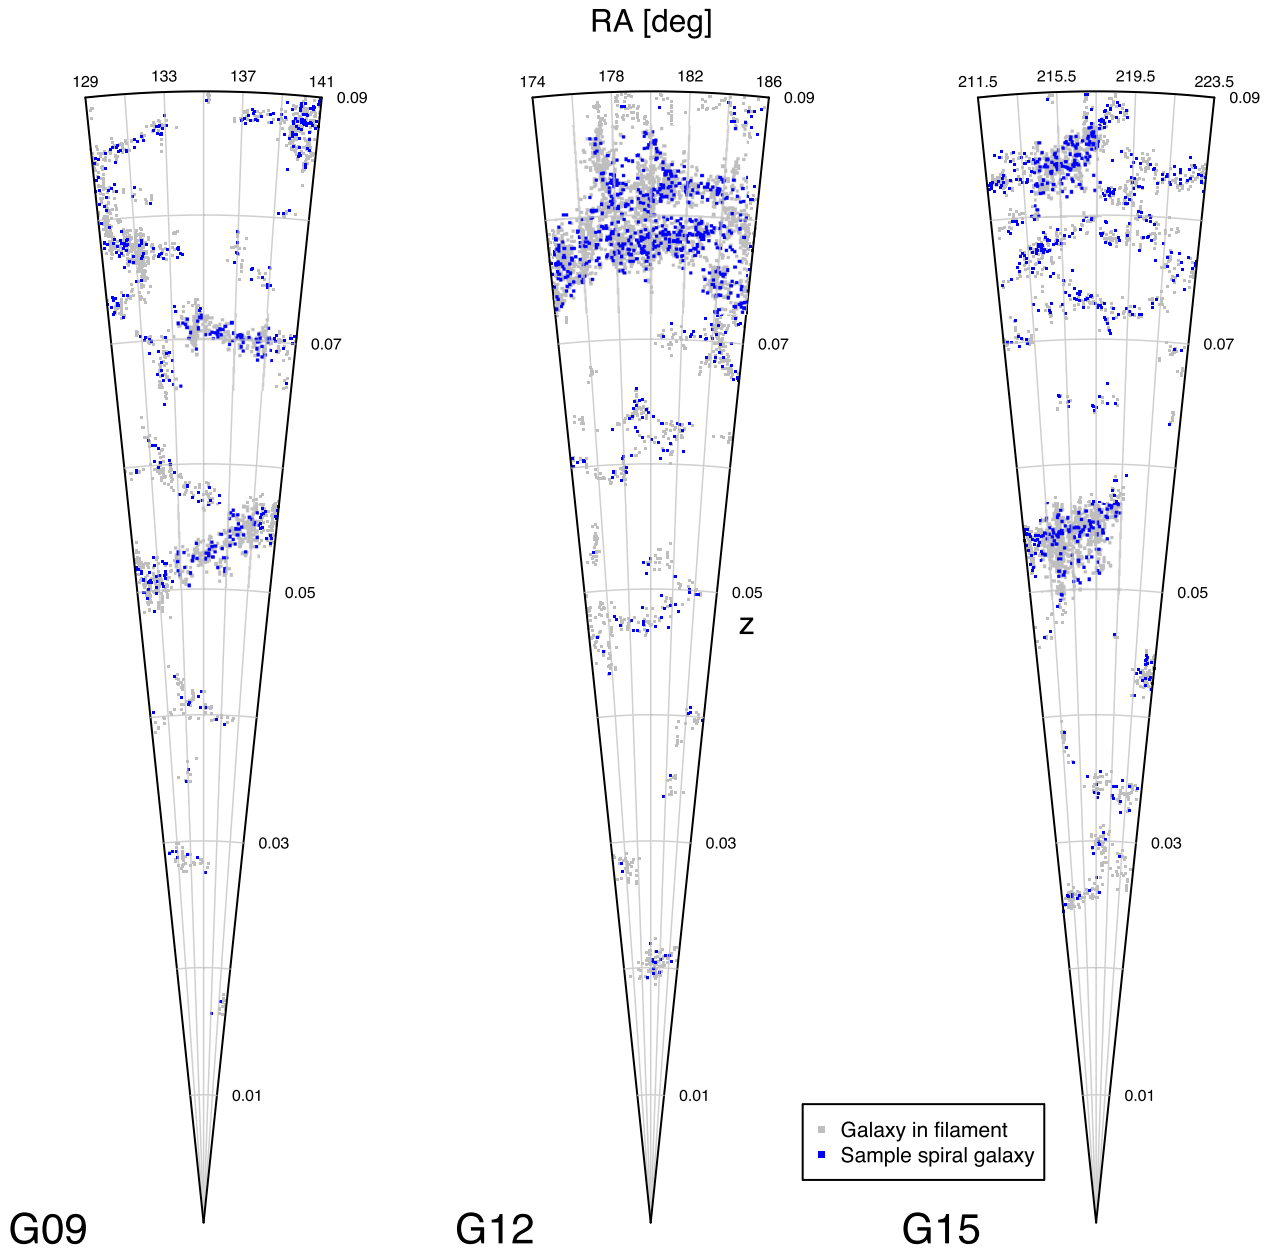 RA [deg]
129 133 137 141
174 178 182 186
211.5 215.5 219.5 223.5
0.09 0.09 0.09
0.07 0.07 0.07
0.05 0.05 0.05
z
0.03 0.03 0.03
0.01 0.01 0.01
Galaxy in filament
Sample spiral galaxy
G09 G12 G15